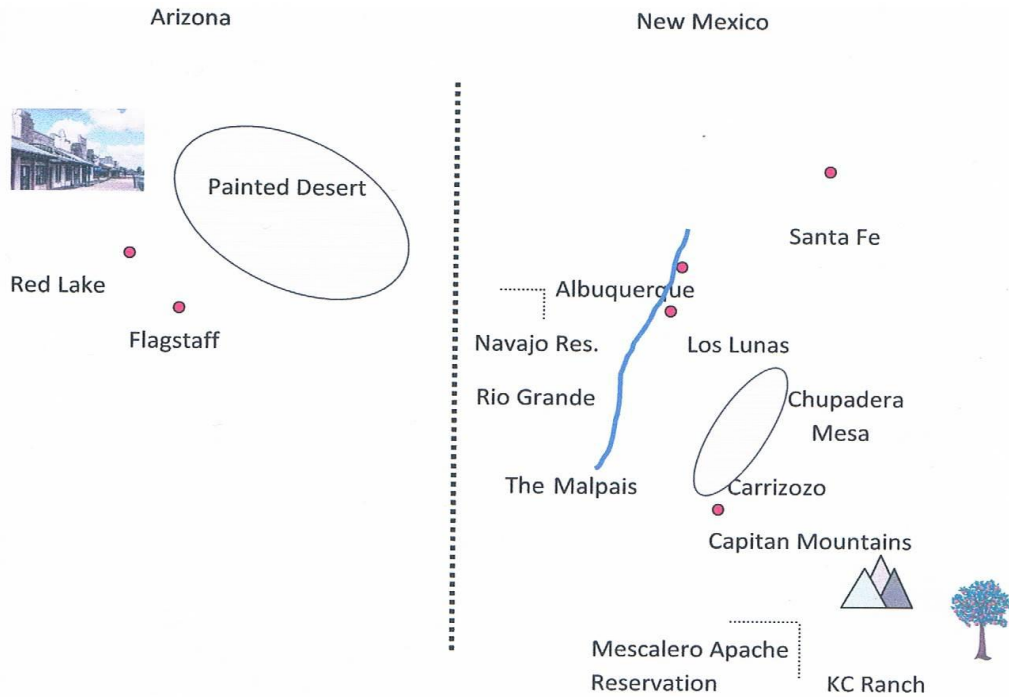 Arizona
New Mexico
Painted Desert
Santa Fe
Red Lake
Albuquerque
Flagstaff
Navajo Res.
Los Lunas
Rio Grande
Chupadera
Mesa
The Malpais
Carrizozo
Capitan Mountains
Mescalero Apache
Reservation
KC Ranch